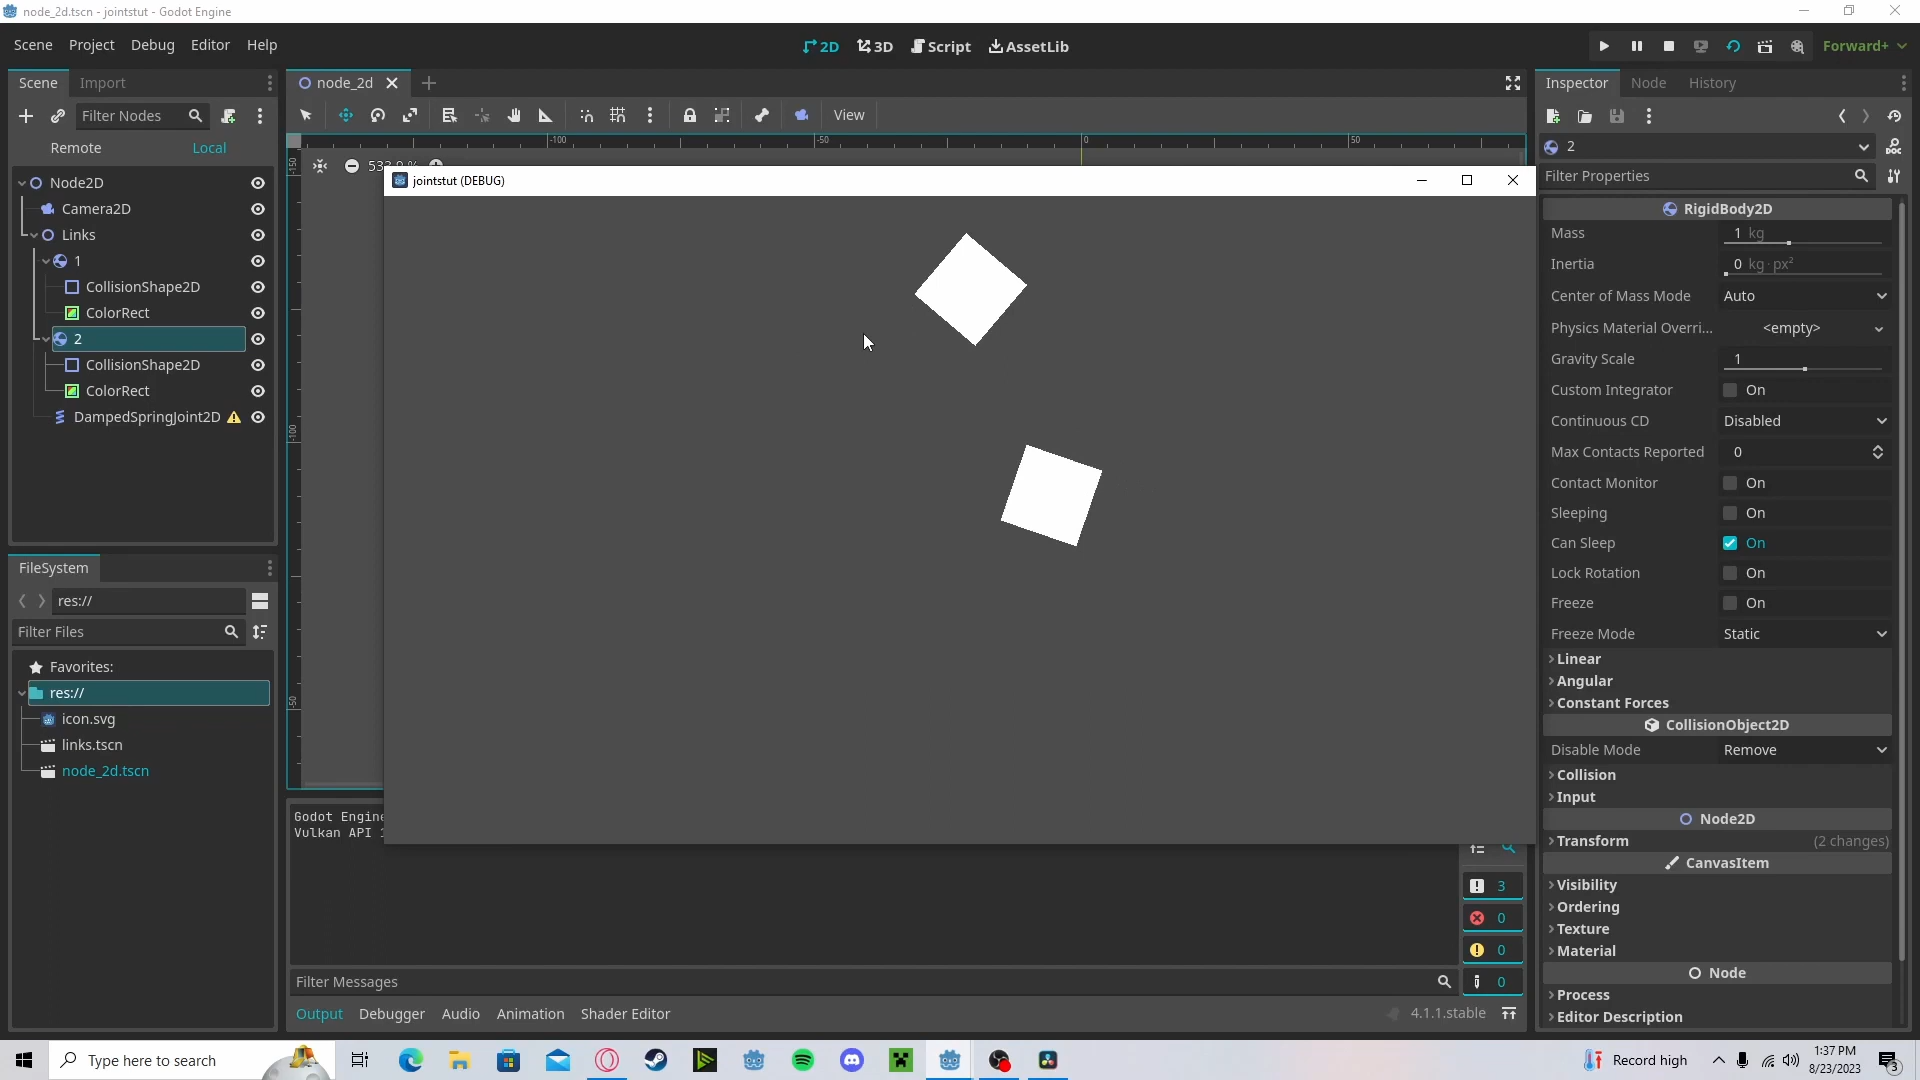 node_2d.tscn - jointstut - Godot Engine
Scene Project Debug Editor Help
2D 3D Script AssetLib
Forward+
Scene Import
node_2d
Inspector Node History
Filter Nodes
View
Remote Local
-100 -50 0 50
2
Filter Properties
jointstut (DEBUG)
Node2D
Camera2D
Links
1
CollisionShape2D
ColorRect
2
CollisionShape2D
ColorRect
DampedSpringJoint2D
-150
-100
-50
RigidBody2D
Mass 1 kg
Inertia 0 kg·px²
Center of Mass Mode Auto
Physics Material Overri... <empty>
Gravity Scale 1
Custom Integrator On
Continuous CD Disabled
Max Contacts Reported 0
Contact Monitor On
Sleeping On
Can Sleep On
Lock Rotation On
Freeze On
Freeze Mode Static
Linear
Angular
Constant Forces
CollisionObject2D
Disable Mode Remove
Collision
Input
Node2D
Transform (2 changes)
CanvasItem
Visibility
Ordering
Texture
Material
Node
Process
Editor Description
FileSystem
res://
Filter Files
Favorites:
res://
icon.svg
links.tscn
node_2d.tscn
Godot Engine
Vulkan API
3
0
0
0
Filter Messages
Output Debugger Audio Animation Shader Editor
4.1.1.stable
Type here to search
Record high
1:37 PM
8/23/2023
3